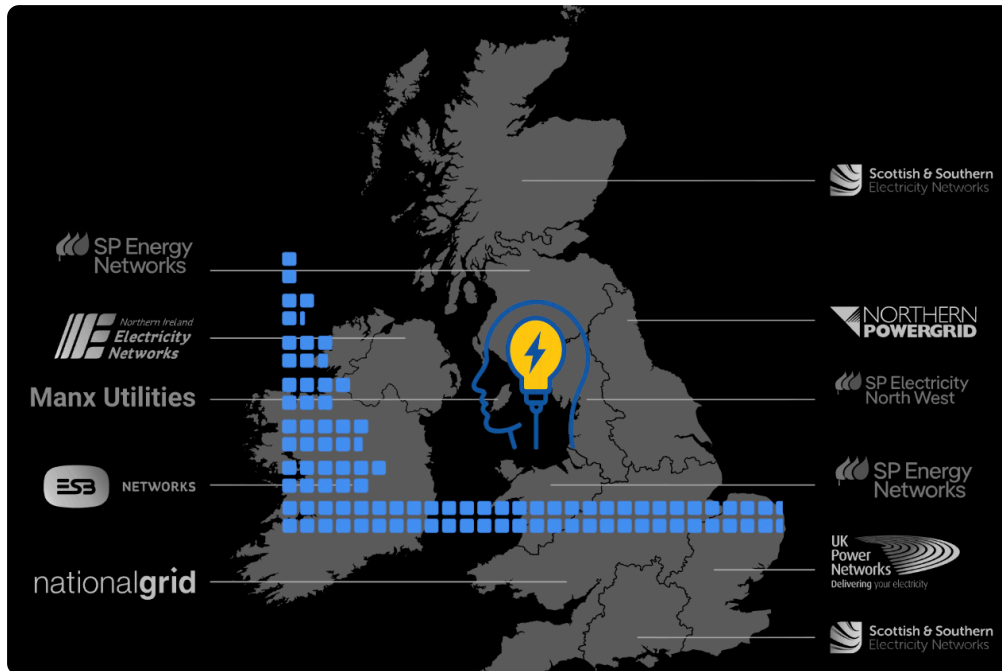 Scottish & Southern
Electricity Networks
SP Energy
Networks
Northern Ireland
Electricity
Networks
NORTHERN
POWERGRID
Manx Utilities
SP Electricity
North West
ESB NETWORKS
SP Energy
Networks
UK
Power
Networks
Delivering your electricity
nationalgrid
Scottish & Southern
Electricity Networks